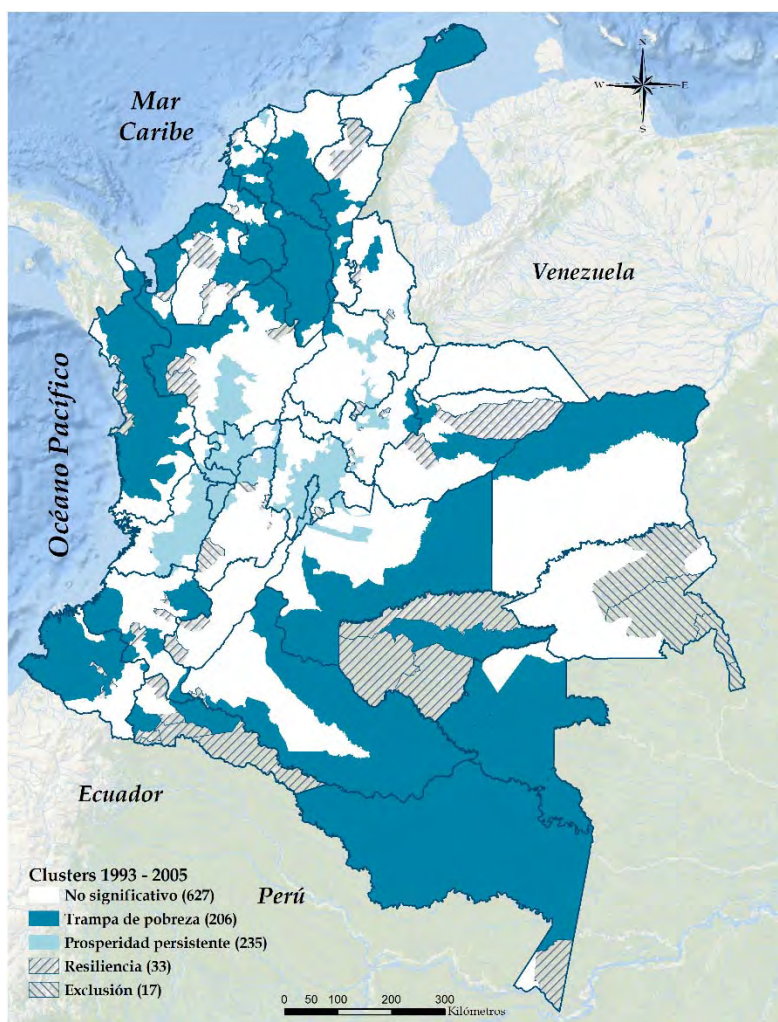 N
W E
S
Mar
Caribe
Venezuela
Océano Pacífico
Ecuador
Perú
Clusters 1993 - 2005
No significativo (627)
Trampa de pobreza (206)
Prosperidad persistente (235)
Resiliencia (33)
Exclusión (17)
0 50 100 200 300
Kilómetros